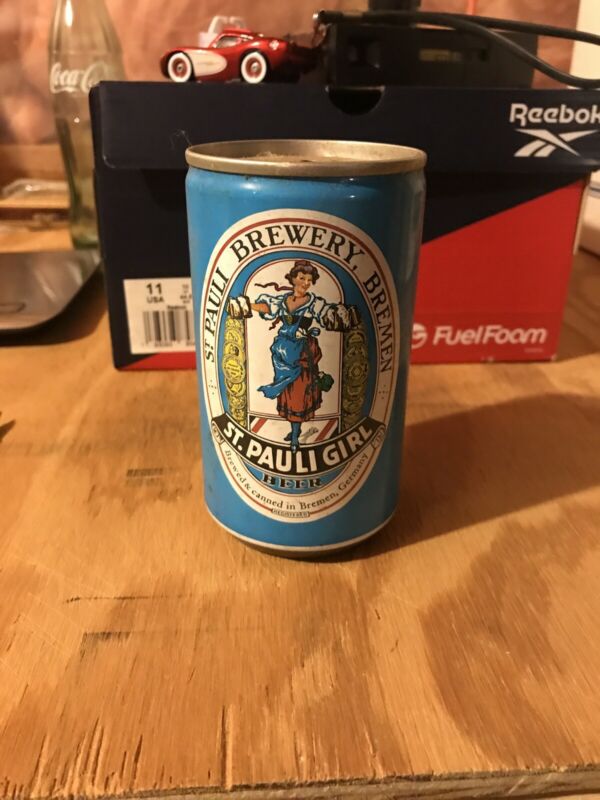 Coca-Cola
Reebok
11
USA
FuelFoam
ST PAULI BREWERY, BREMEN
ST. PAULI GIRL
BEER
Brewed & canned in Bremen, Germany